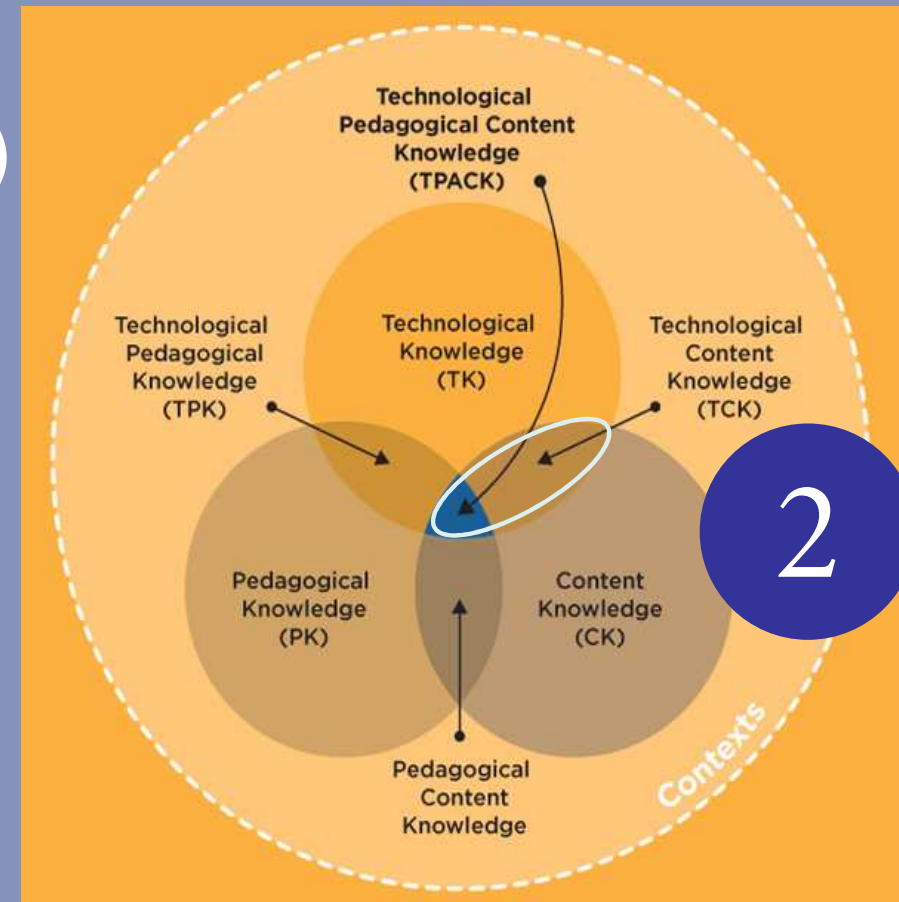 Technological
Pedagogical Content
Knowledge
(TPACK)
Technological
Pedagogical
Knowledge
(TPK)
Technological
Knowledge
(TK)
Technological
Content
Knowledge
(TCK)
2
Pedagogical
Knowledge
(PK)
Content
Knowledge
(CK)
Pedagogical
Content
Knowledge
Contexts